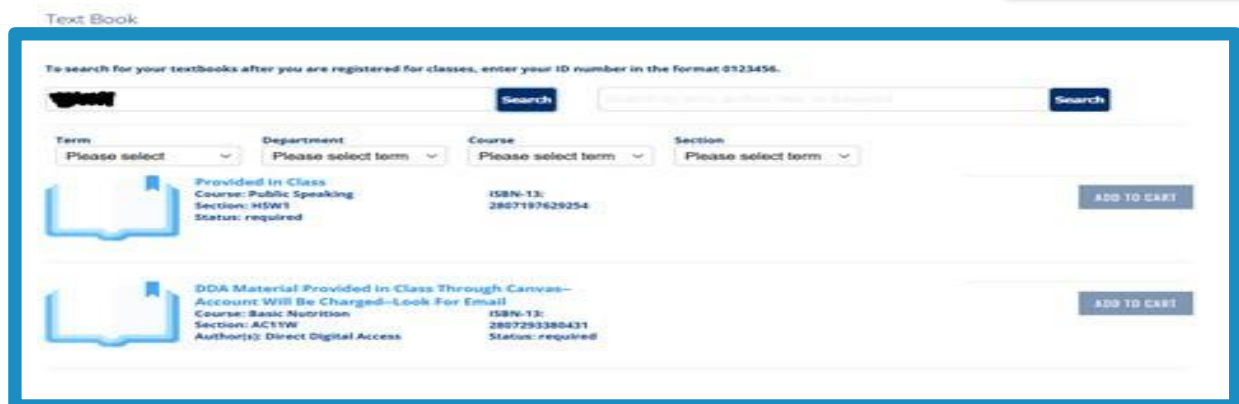 Text Book
To search for your textbooks after you are registered for classes, enter your ID number in the format 0123456.
Search
Search
Term Department Course Section
Please select Please select term Please select term Please select term
Provided in Class
Course: Public Speaking ISBN-13:
Section: HSW1 2807197629254
Status: required
ADD TO CART
DDA Material Provided in Class Through Canvas--
Account Will Be Charged--Look For Email
Course: Basic Nutrition ISBN-13:
Section: AC11W 2807293380431
Author(s): Direct Digital Access Status: required
ADD TO CART